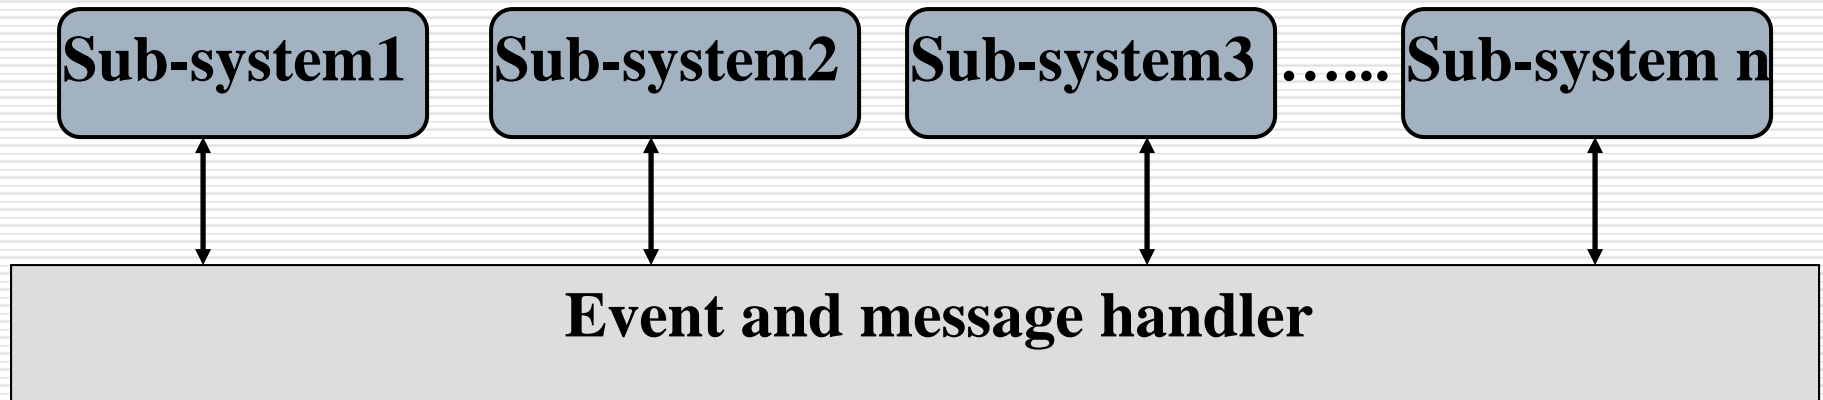 Sub-system1 Sub-system2 Sub-system3 …... Sub-system n
Event and message handler